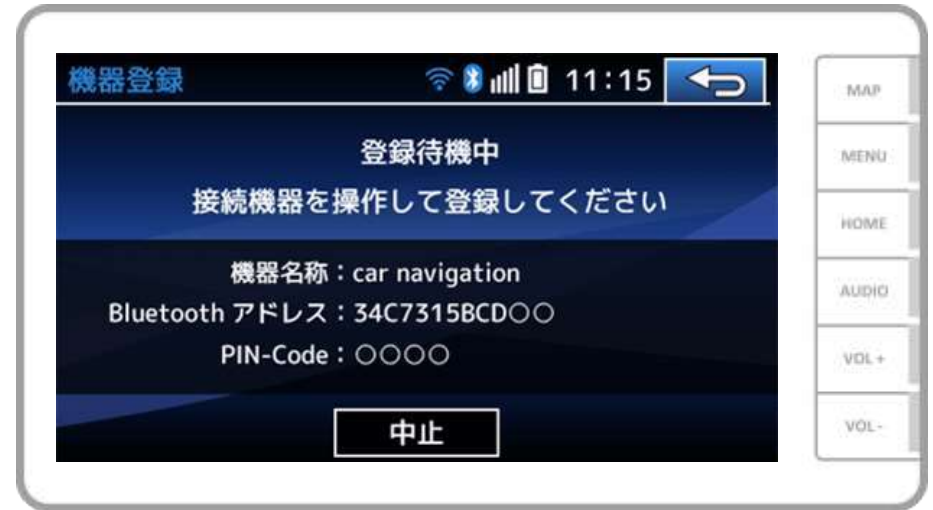 機器登録 11:15
登録待機中
接続機器を操作して登録してください
機器名称：car navigation
Bluetooth アドレス：34C7315BCD○○
PIN-Code：○○○○
中止
MAP
MENU
HOME
AUDIO
VOL +
VOL -